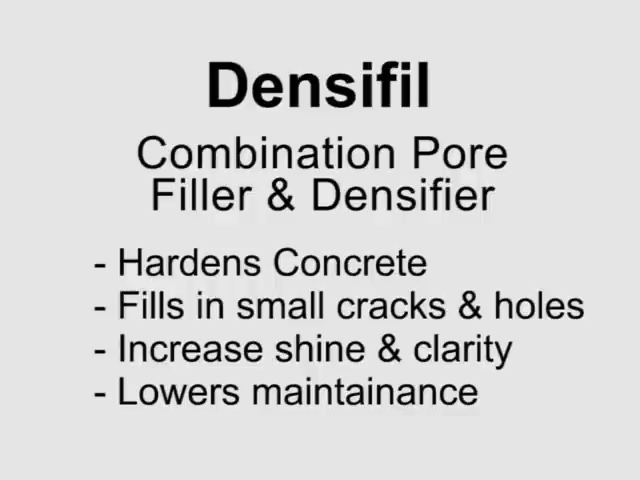 Densifil
Combination Pore
Filler & Densifier
- Hardens Concrete
- Fills in small cracks & holes
- Increase shine & clarity
- Lowers maintainance